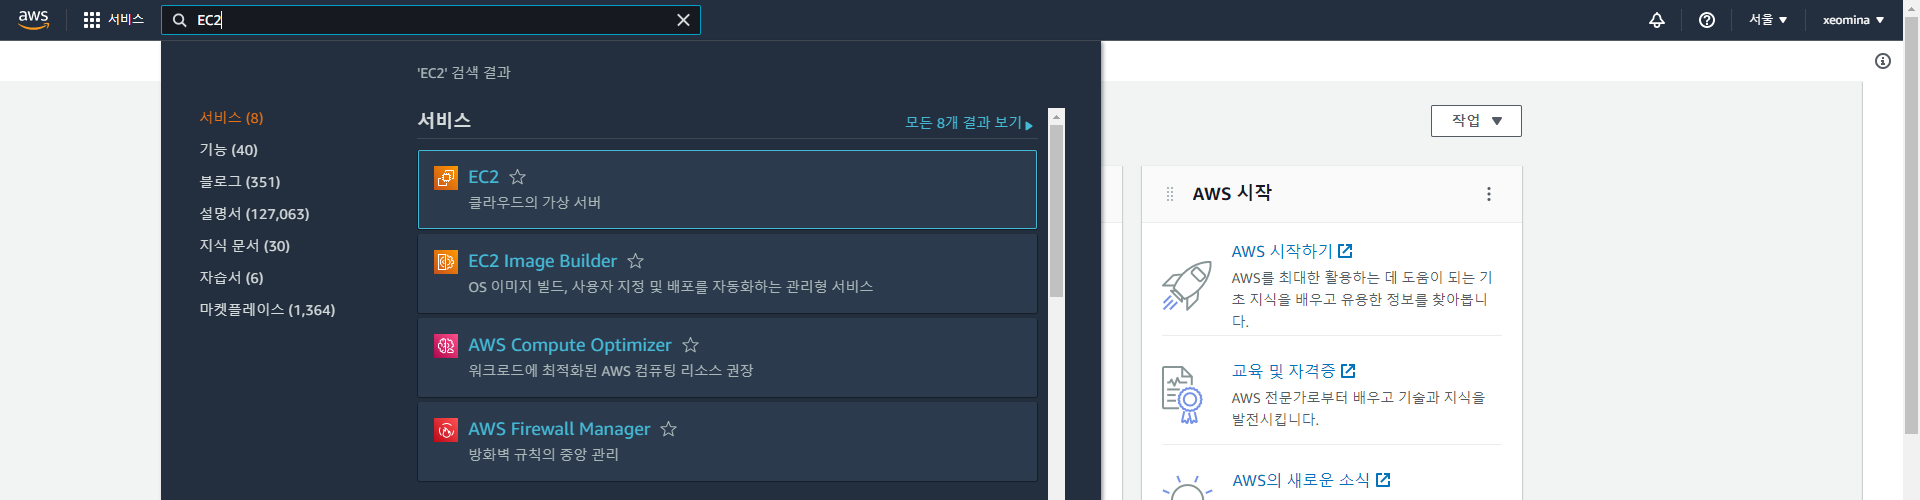 aws
서비스
EC2
서울
xeomina
'EC2' 검색 결과
서비스 (8)
기능 (40)
블로그 (351)
설명서 (127,063)
지식 문서 (30)
자습서 (6)
마켓플레이스 (1,364)
서비스
모든 8개 결과 보기
EC2
클라우드의 가상 서버
EC2 Image Builder
OS 이미지 빌드, 사용자 지정 및 배포를 자동화하는 관리형 서비스
AWS Compute Optimizer
워크로드에 최적화된 AWS 컴퓨팅 리소스 권장
AWS Firewall Manager
방화벽 규칙의 중앙 관리
작업
AWS 시작
AWS 시작하기
AWS를 최대한 활용하는 데 도움이 되는 기
초 지식을 배우고 유용한 정보를 찾아봅니
다.
교육 및 자격증
AWS 전문가로부터 배우고 기술과 지식을
발전시킵니다.
AWS의 새로운 소식